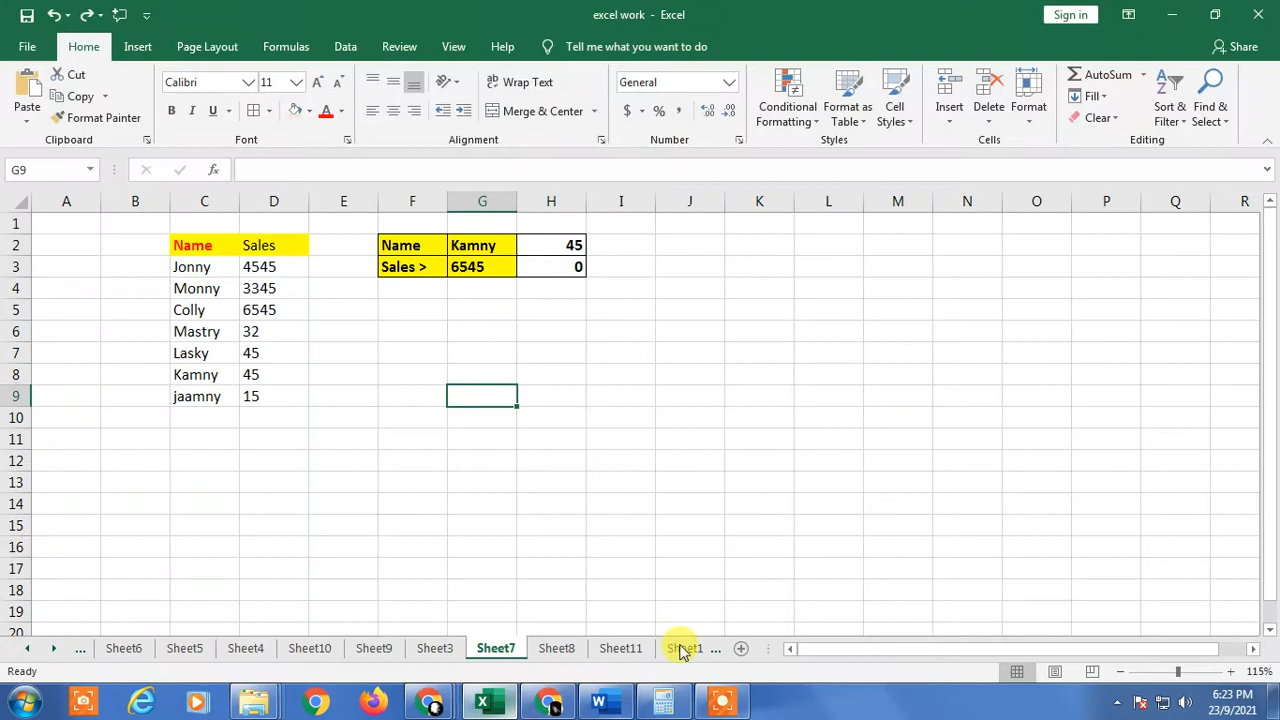 excel work - Excel
Sign in
File Home Insert Page Layout Formulas Data Review View Help Tell me what you want to do Share
Paste
Cut
Copy
Format Painter
Clipboard
Calibri 11
B I U
Font
Wrap Text
Merge & Center
Alignment
General
$ % ,
Number
Conditional Formatting
Format as Table
Cell Styles
Styles
Insert Delete Format
Cells
AutoSum
Fill
Clear
Sort & Filter
Find & Select
Editing
G9 fx
A B C D E F G H I J K L M N O P Q R
1
2 Name Sales Name Kamny 45
3 Jonny 4545 Sales > 6545 0
4 Monny 3345
5 Colly 6545
6 Mastry 32
7 Lasky 45
8 Kamny 45
9 jaamny 15
10
11
12
13
14
15
16
17
18
19
20
... Sheet6 Sheet5 Sheet4 Sheet10 Sheet9 Sheet3 Sheet7 Sheet8 Sheet11 Sheet1 ...
Ready 115%
6:23 PM
23/9/2021